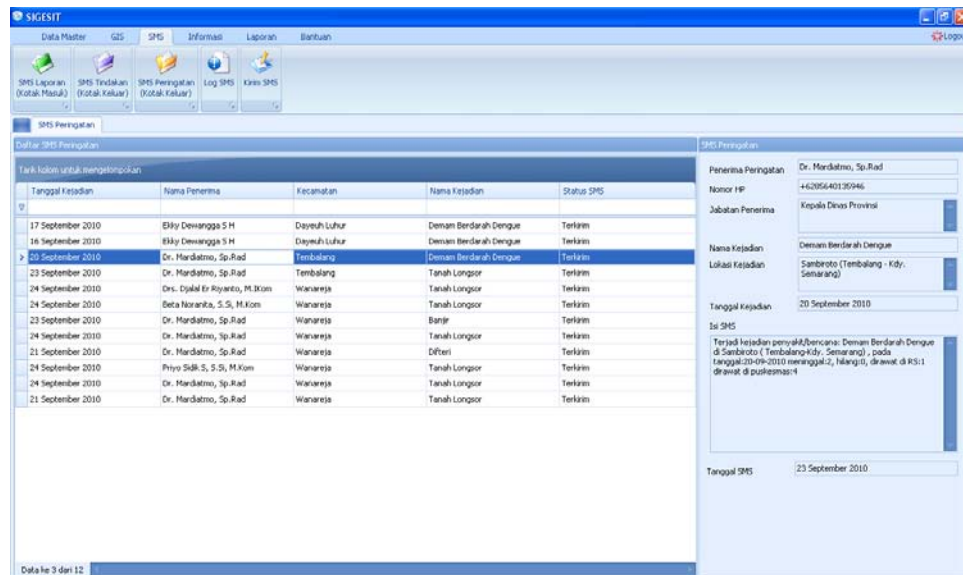 SIGESIT
Data Master GIS SMS Informasi Laporan Bantuan
SMS Laporan (Kotak Masuk) SMS Tindakan (Kotak Keluar) SMS Peringatan (Kotak Keluar) Log SMS Kirim SMS
SMS Peringatan
Daftar SMS Peringatan
Tarik kolom untuk mengelompokan
Tanggal Kejadian Nama Penerima Kecamatan Nama Kejadian Status SMS
17 September 2010 Ekky Dewangga S H Dayeuh Luhur Demam Berdarah Dengue Terkirim
16 September 2010 Ekky Dewangga S H Dayeuh Luhur Demam Berdarah Dengue Terkirim
20 September 2010 Dr. Mardiatmo, Sp.Rad Tembalang Demam Berdarah Dengue Terkirim
23 September 2010 Dr. Mardiatmo, Sp.Rad Tembalang Tanah Longsor Terkirim
24 September 2010 Drs. Djalal Er Riyanto, M.IKom Wanareja Tanah Longsor Terkirim
24 September 2010 Beta Noranita, S.Si, M.Kom Wanareja Tanah Longsor Terkirim
23 September 2010 Dr. Mardiatmo, Sp.Rad Wanareja Banjir Terkirim
24 September 2010 Dr. Mardiatmo, Sp.Rad Wanareja Tanah Longsor Terkirim
21 September 2010 Dr. Mardiatmo, Sp.Rad Wanareja Difteri Terkirim
24 September 2010 Priyo Sidik S, S.Si, M.Kom Wanareja Tanah Longsor Terkirim
24 September 2010 Dr. Mardiatmo, Sp.Rad Wanareja Tanah Longsor Terkirim
21 September 2010 Dr. Mardiatmo, Sp.Rad Wanareja Tanah Longsor Terkirim
Data ke 3 dari 12
SMS Peringatan
Penerima Peringatan Dr. Mardiatmo, Sp.Rad
Nomor HP +6285640135946
Jabatan Penerima Kepala Dinas Provinsi
Nama Kejadian Demam Berdarah Dengue
Lokasi Kejadian Sambiroto (Tembalang - Kdy.
Semarang)
Tanggal Kejadian 20 September 2010
Isi SMS
Terjadi kejadian penyakit/bencana: Demam Berdarah Dengue
di Sambiroto ( Tembalang-Kdy. Semarang) , pada
tanggal:20-09-2010 meninggal:2, hilang:0, dirawat di RS:1
dirawat di puskesmas:4
Tanggal SMS 23 September 2010